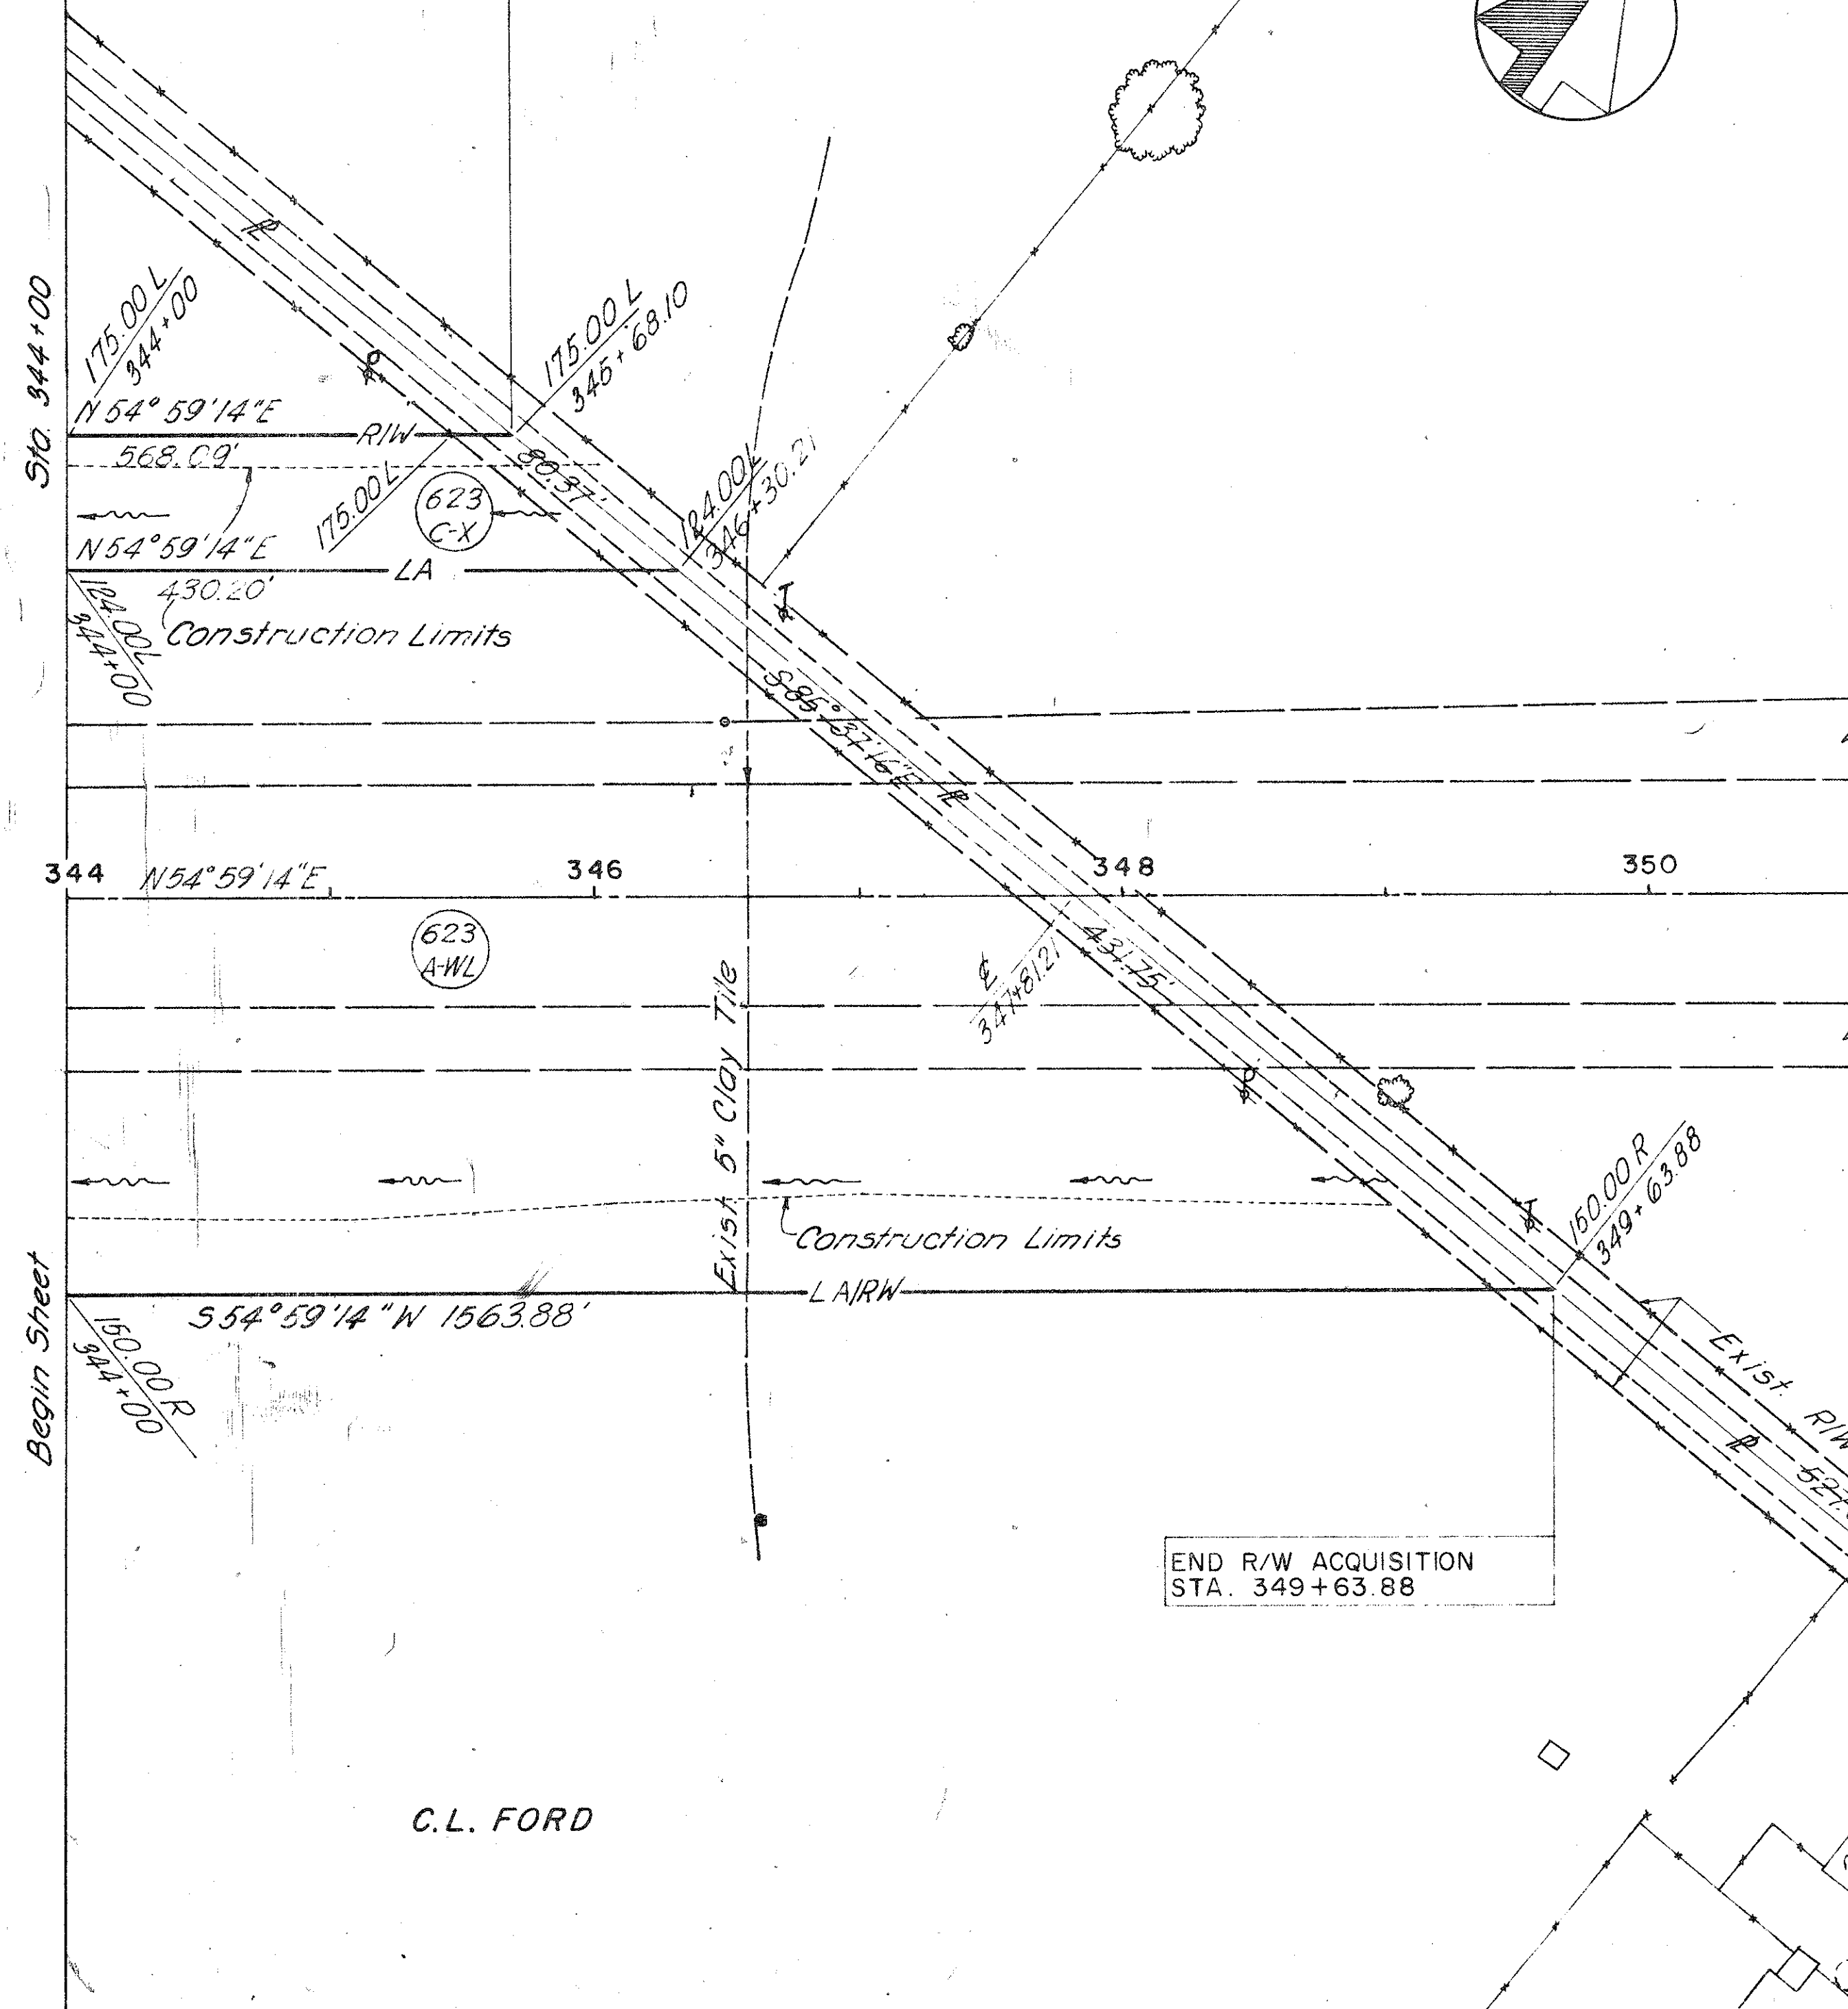 Sta. 344+00
175.00 L
344+00
N 54° 59' 14" E
R/W
568.09'
175.00 L
345+68.10
80.37'
175.00 L
623
C-X
124.00 L
346+30.21
N 54° 59' 14" E
LA
430.20'
124.00 L
344+00
Construction Limits
S 85° 37' 16" E
344
N 54° 59' 14" E
346
348
350
623
A-WL
431.75'
347+81.21
Exist. 5" Clay Tile
Construction Limits
150.00 R
349+63.88
LA/RW
S 54° 59' 14" W 1563.88'
Begin Sheet
150.00 R
344+00
Exist. R/W
END R/W ACQUISITION
STA. 349+63.88
C.L. FORD